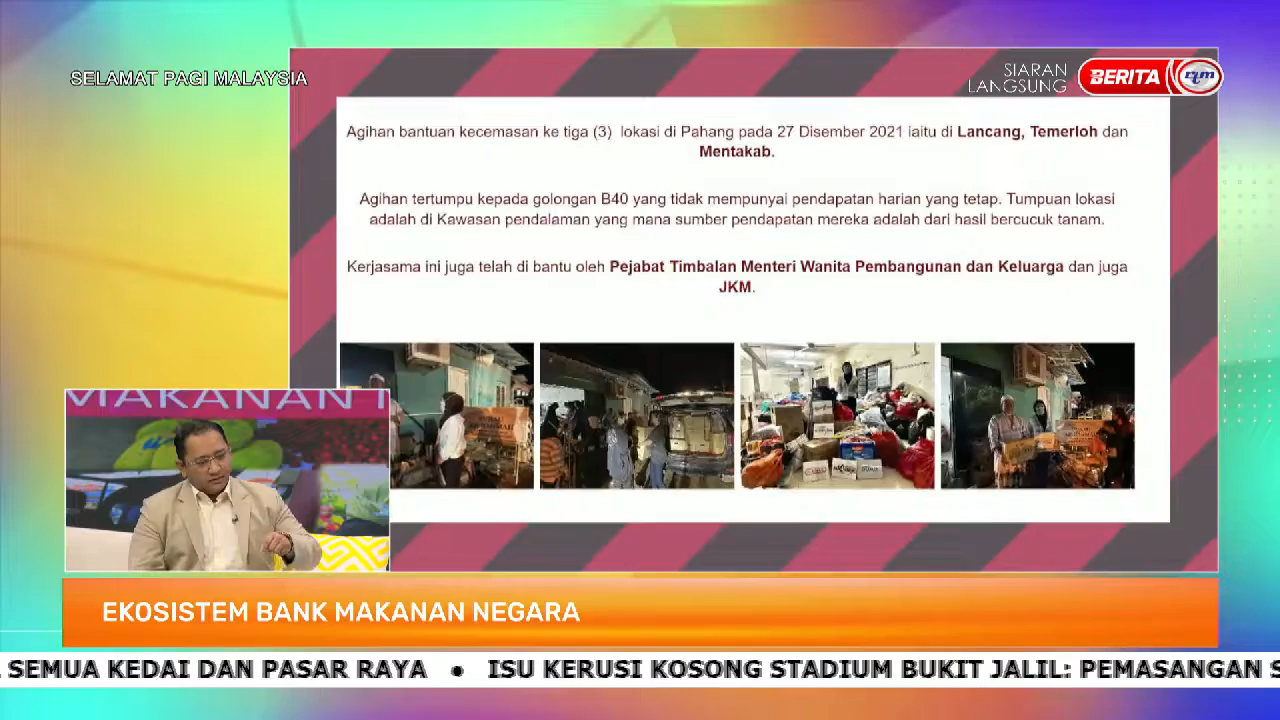 SELAMAT PAGI MALAYSIA
SIARAN
LANGSUNG
BERITA rtm
Agihan bantuan kecemasan ke tiga (3) lokasi di Pahang pada 27 Disember 2021 iaitu di Lancang, Temerloh dan
Mentakab.
Agihan tertumpu kepada golongan B40 yang tidak mempunyai pendapatan harian yang tetap. Tumpuan lokasi
adalah di Kawasan pendalaman yang mana sumber pendapatan mereka adalah dari hasil bercucuk tanam.
Kerjasama ini juga telah di bantu oleh Pejabat Timbalan Menteri Wanita Pembangunan dan Keluarga dan juga
JKM.
MAKANAN
EKOSISTEM BANK MAKANAN NEGARA
SEMUA KEDAI DAN PASAR RAYA • ISU KERUSI KOSONG STADIUM BUKIT JALIL: PEMASANGAN S